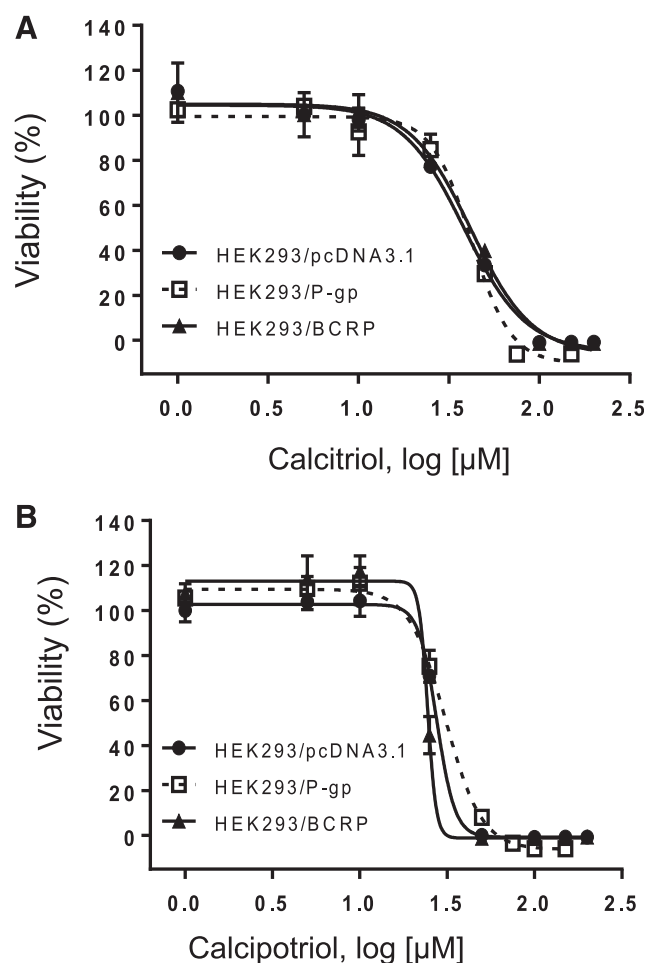 A
Viability (%)
140
120
100
80
60
40
20
0
HEK293/pcDNA3.1
HEK293/P-gp
HEK293/BCRP
0.0 0.5 1.0 1.5 2.0 2.5
Calcitriol, log [µM]
B
Viability (%)
140
120
100
80
60
40
20
0
HEK293/pcDNA3.1
HEK293/P-gp
HEK293/BCRP
0.0 0.5 1.0 1.5 2.0 2.5
Calcipotriol, log [µM]